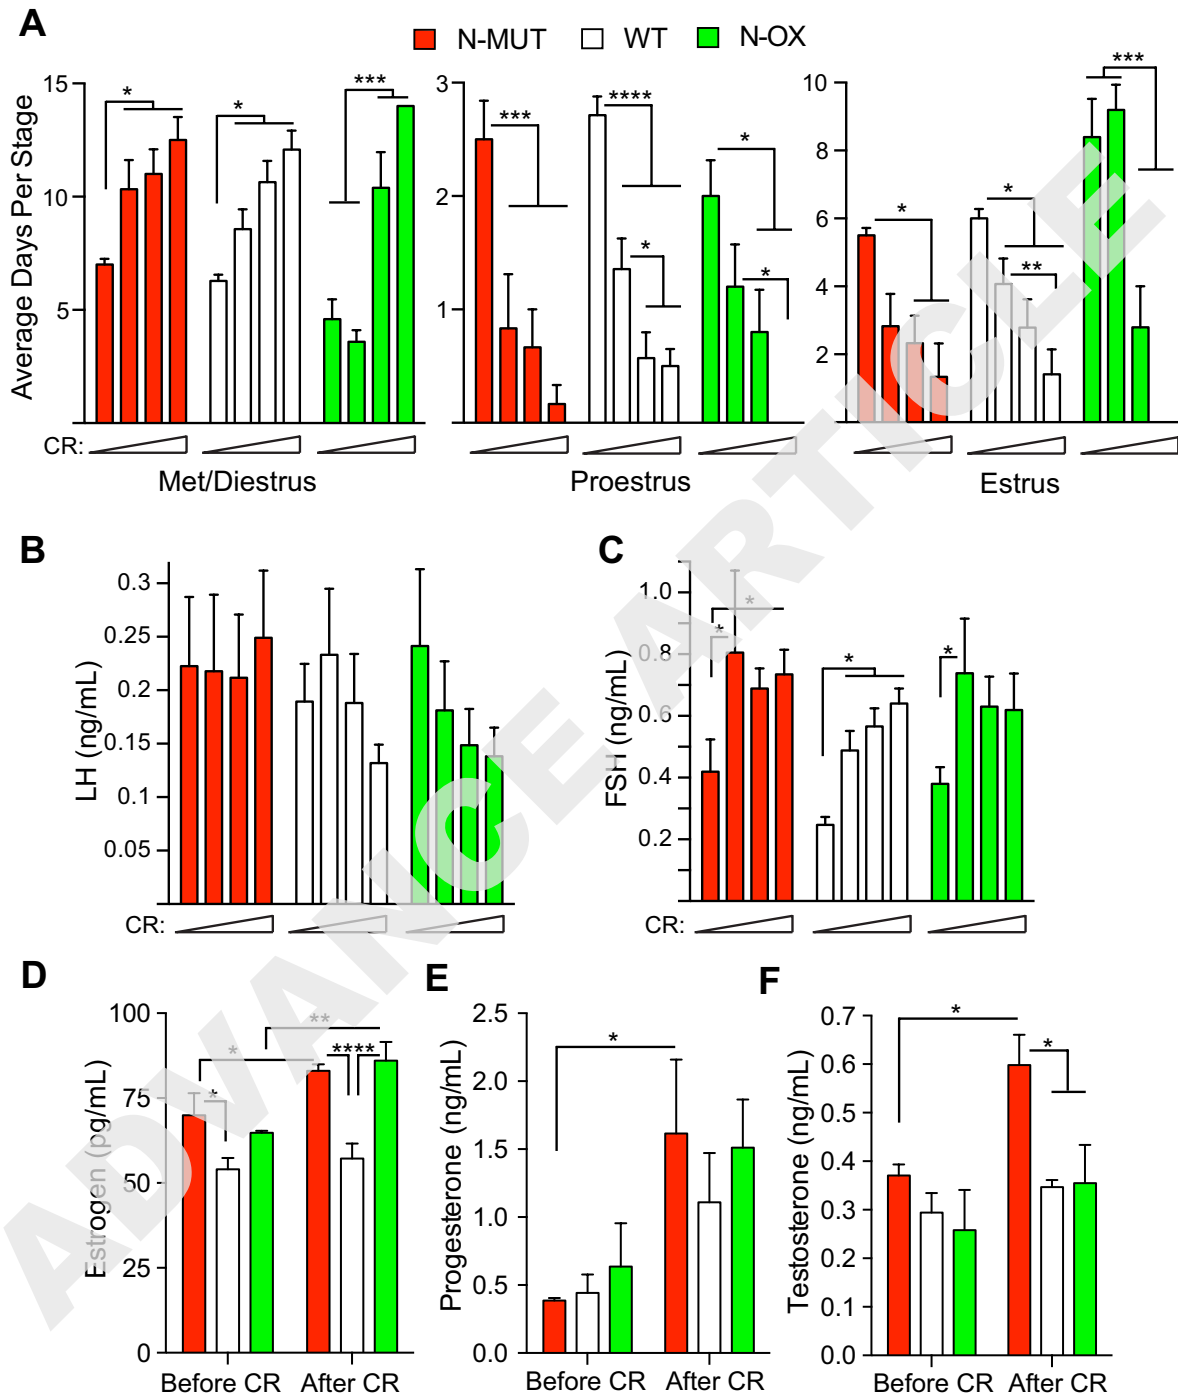 A
N-MUT WT N-OX
Average Days Per Stage
15
10
5
* * ***
CR:
Met/Diestrus
3
2
1
*** **** * * *
Proestrus
10
8
6
4
2
* * ** ***
Estrus
B
LH (ng/mL)
0.3
0.25
0.2
0.15
0.1
0.05
CR:
C
FSH (ng/mL)
1.0
0.8
0.6
0.4
0.2
* * * *
CR:
D
Estrogen (pg/mL)
100
75
50
25
0
* * ** ****
Before CR After CR
E
Progesterone (ng/mL)
2.5
2.0
1.5
1.0
0.5
0.0
*
Before CR After CR
F
Testosterone (ng/mL)
0.7
0.6
0.5
0.4
0.3
0.2
0.1
0.0
* *
Before CR After CR
ADVANCE ARTICLE